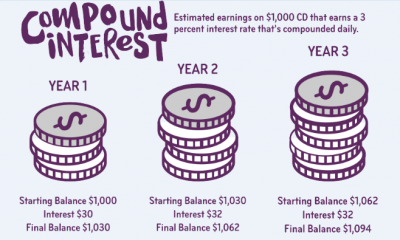 COMPOUND
INTEREST
Estimated earnings on $1,000 CD that earns a 3
percent interest rate that's compounded daily.
YEAR 1
YEAR 2
YEAR 3
Starting Balance $1,000
Interest $30
Final Balance $1,030
Starting Balance $1,030
Interest $32
Final Balance $1,062
Starting Balance $1,062
Interest $32
Final Balance $1,094